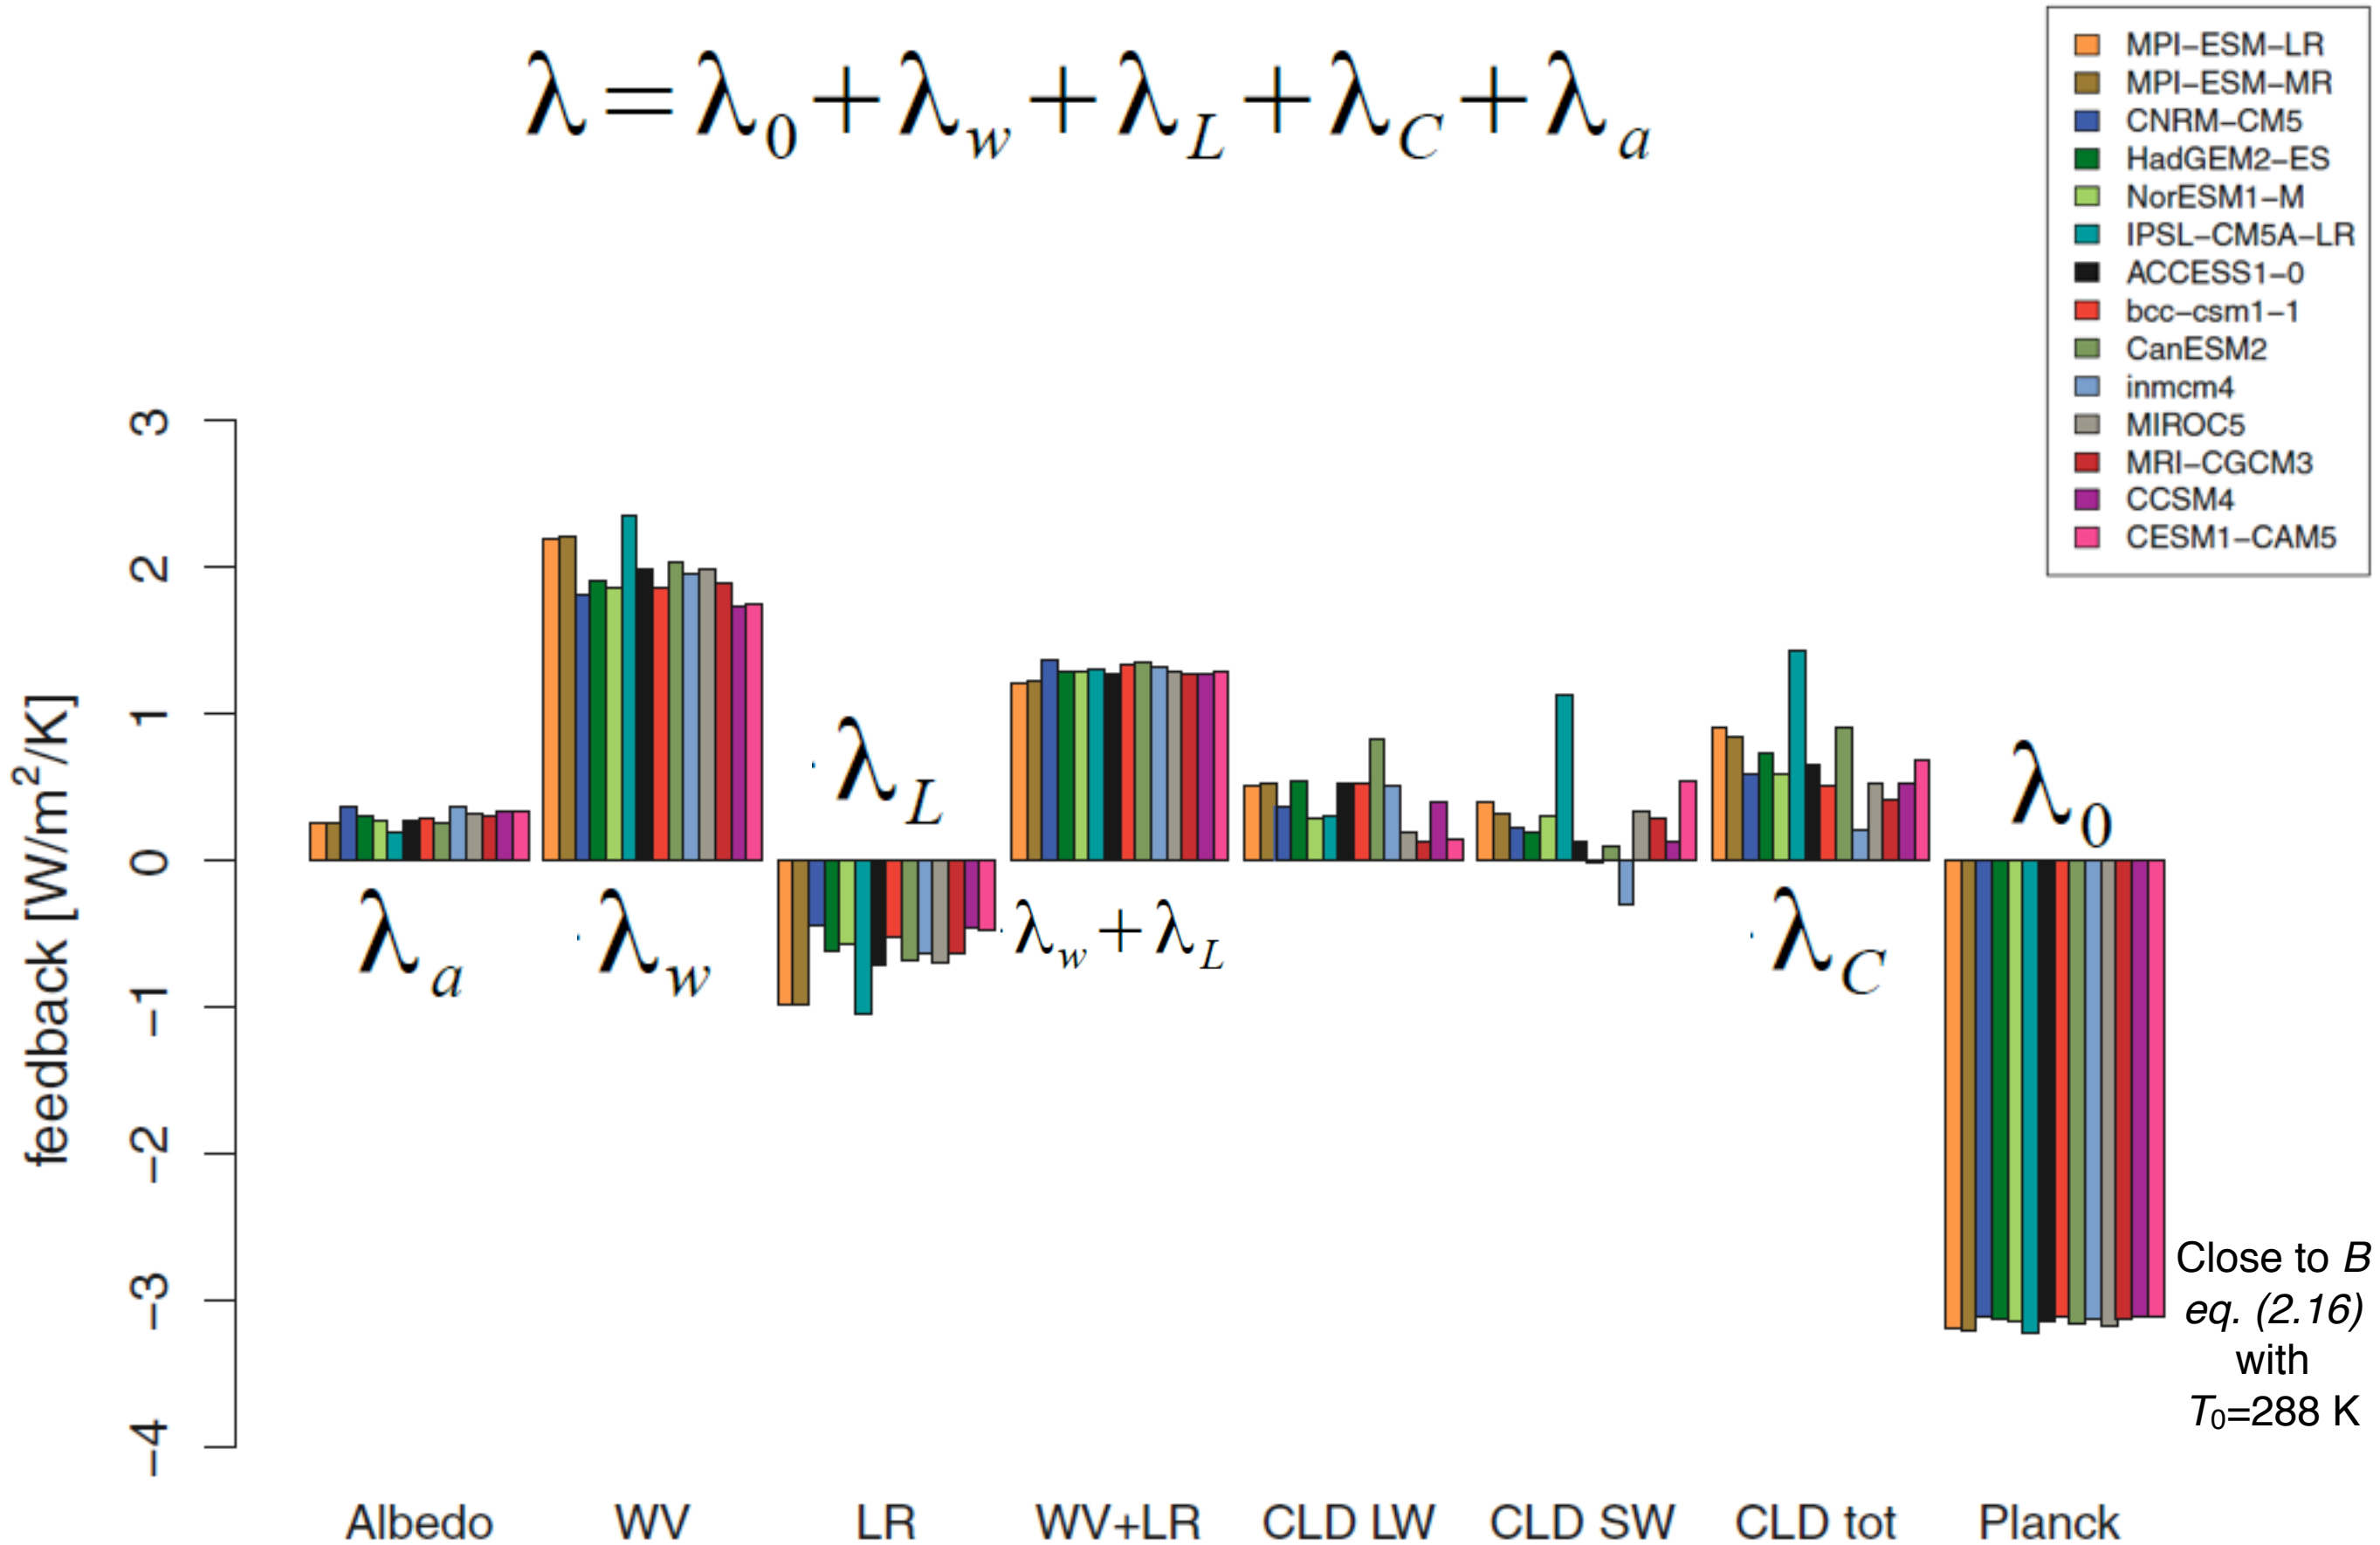 λ=λ0+λw+λL+λC+λa
MPI−ESM−LR
MPI−ESM−MR
CNRM−CM5
HadGEM2−ES
NorESM1−M
IPSL−CM5A−LR
ACCESS1−0
bcc−csm1−1
CanESM2
inmcm4
MIROC5
MRI−CGCM3
CCSM4
CESM1−CAM5
feedback [W/m2/K]
3
2
1
0
−1
−2
−3
−4
λa
λw
λL
λw+λL
λC
λ0
Close to B
eq. (2.16)
with
T0=288 K
Albedo WV LR WV+LR CLD LW CLD SW CLD tot Planck